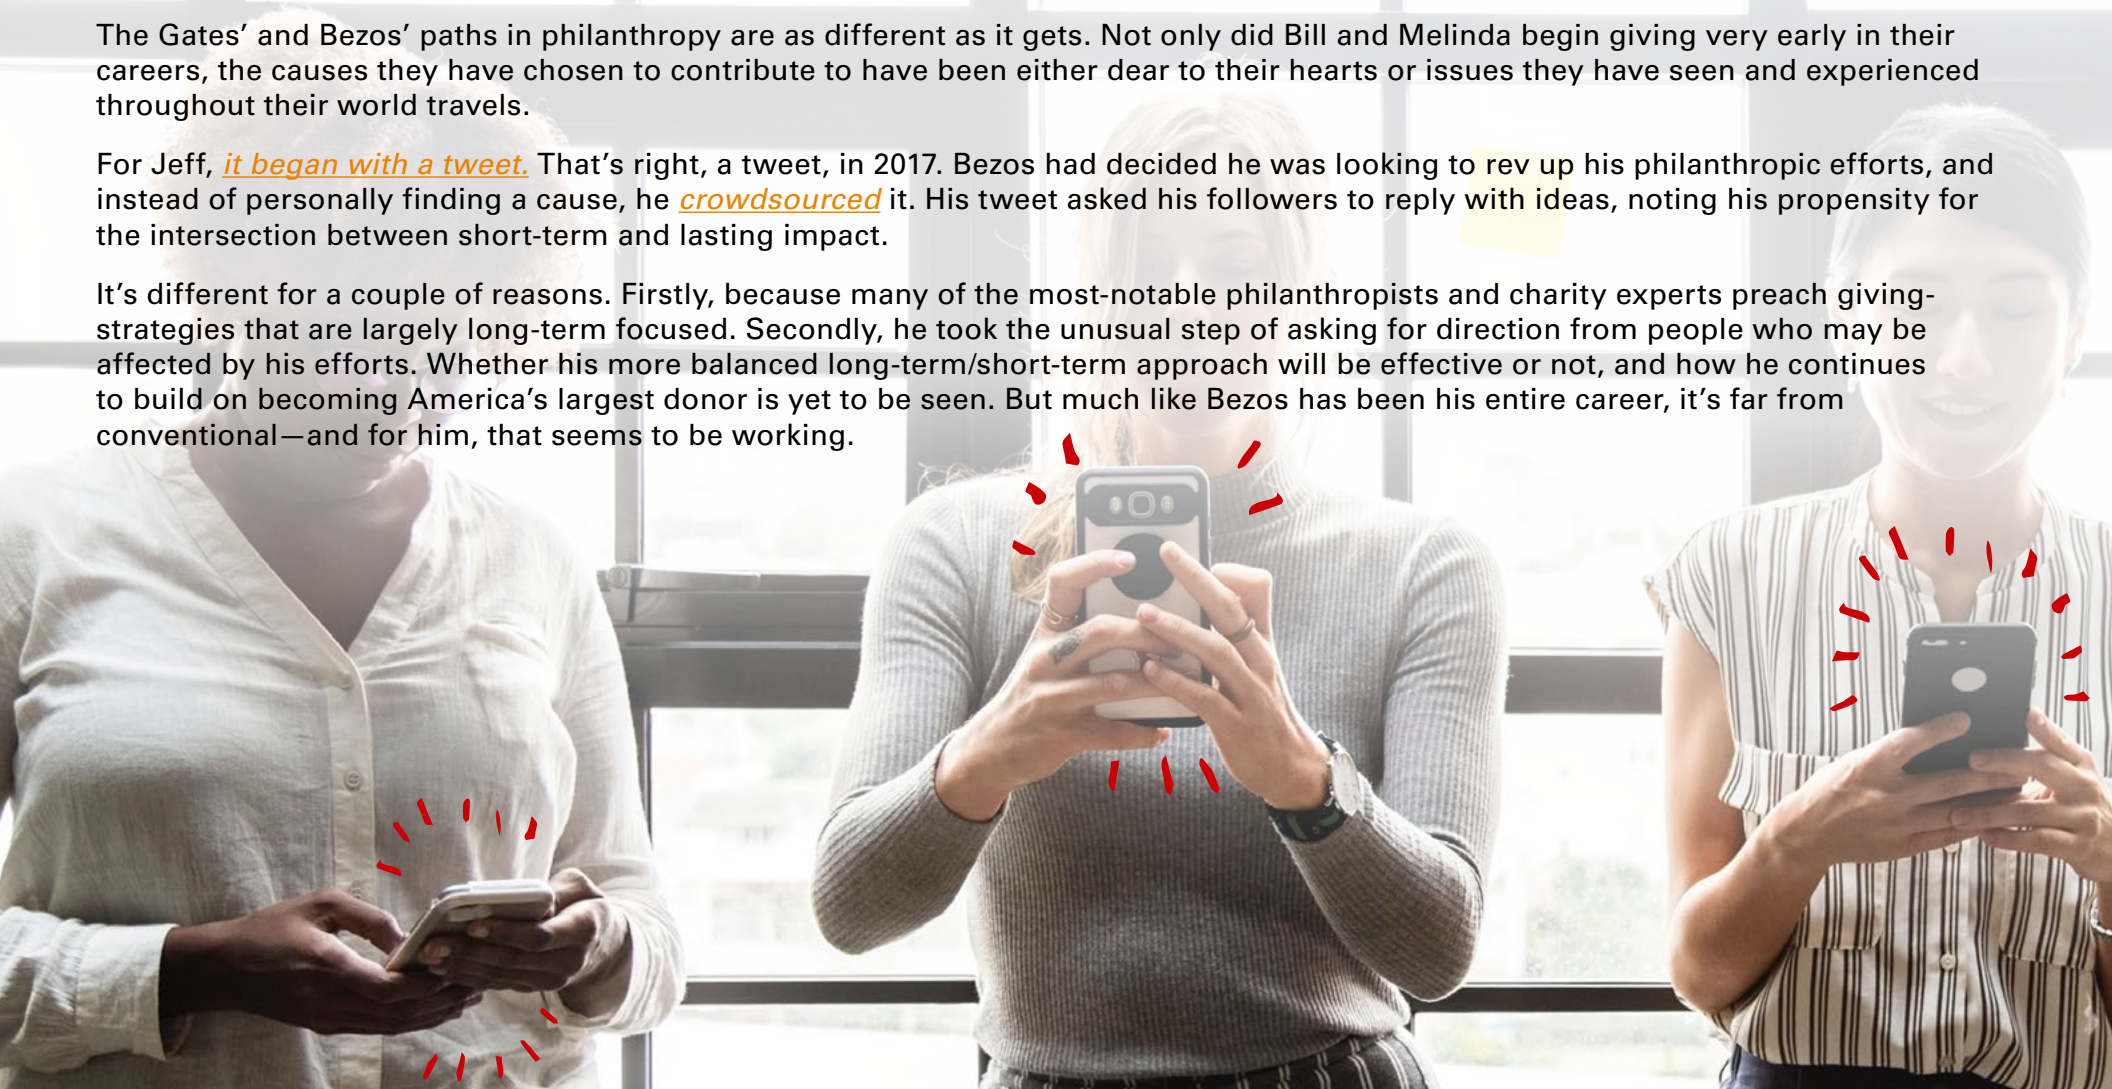 The Gates’ and Bezos’ paths in philanthropy are as different as it gets. Not only did Bill and Melinda begin giving very early in their
careers, the causes they have chosen to contribute to have been either dear to their hearts or issues they have seen and experienced
throughout their world travels.
For Jeff, it began with a tweet. That’s right, a tweet, in 2017. Bezos had decided he was looking to rev up his philanthropic efforts, and
instead of personally finding a cause, he crowdsourced it. His tweet asked his followers to reply with ideas, noting his propensity for
the intersection between short-term and lasting impact.
It’s different for a couple of reasons. Firstly, because many of the most-notable philanthropists and charity experts preach giving-
strategies that are largely long-term focused. Secondly, he took the unusual step of asking for direction from people who may be
affected by his efforts. Whether his more balanced long-term/short-term approach will be effective or not, and how he continues
to build on becoming America’s largest donor is yet to be seen. But much like Bezos has been his entire career, it’s far from
conventional—and for him, that seems to be working.